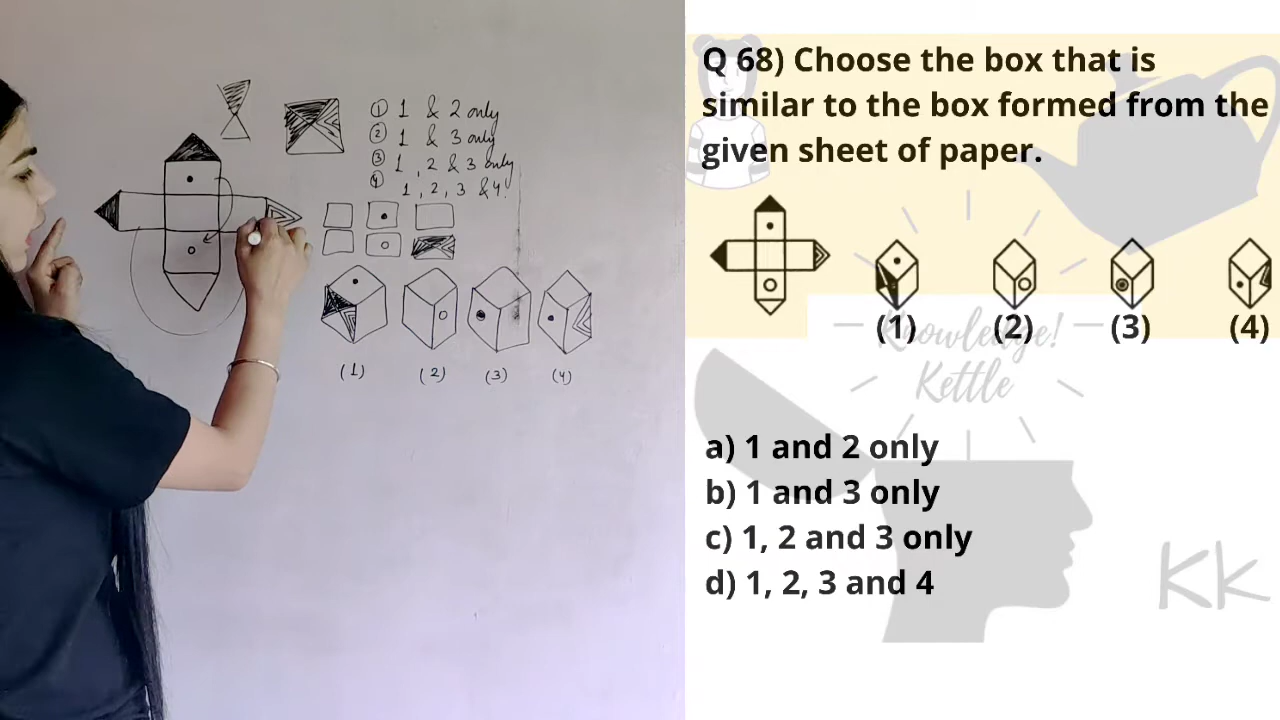 ① 1 & 2 only
② 1 & 3 only
③ 1, 2 & 3 only
④ 1, 2, 3 & 4.
(1) (2) (3) (4)
Q 68) Choose the box that is
similar to the box formed from the
given sheet of paper.
(1) (2) (3) (4)
Knowledge!
Kettle
a) 1 and 2 only
b) 1 and 3 only
c) 1, 2 and 3 only
d) 1, 2, 3 and 4
KK